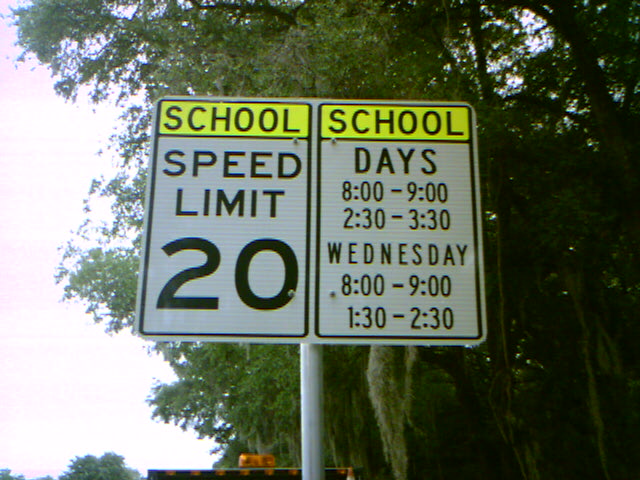 SCHOOL
SPEED
LIMIT
20
SCHOOL
DAYS
8:00 - 9:00
2:30 - 3:30
WEDNESDAY
8:00 - 9:00
1:30 - 2:30